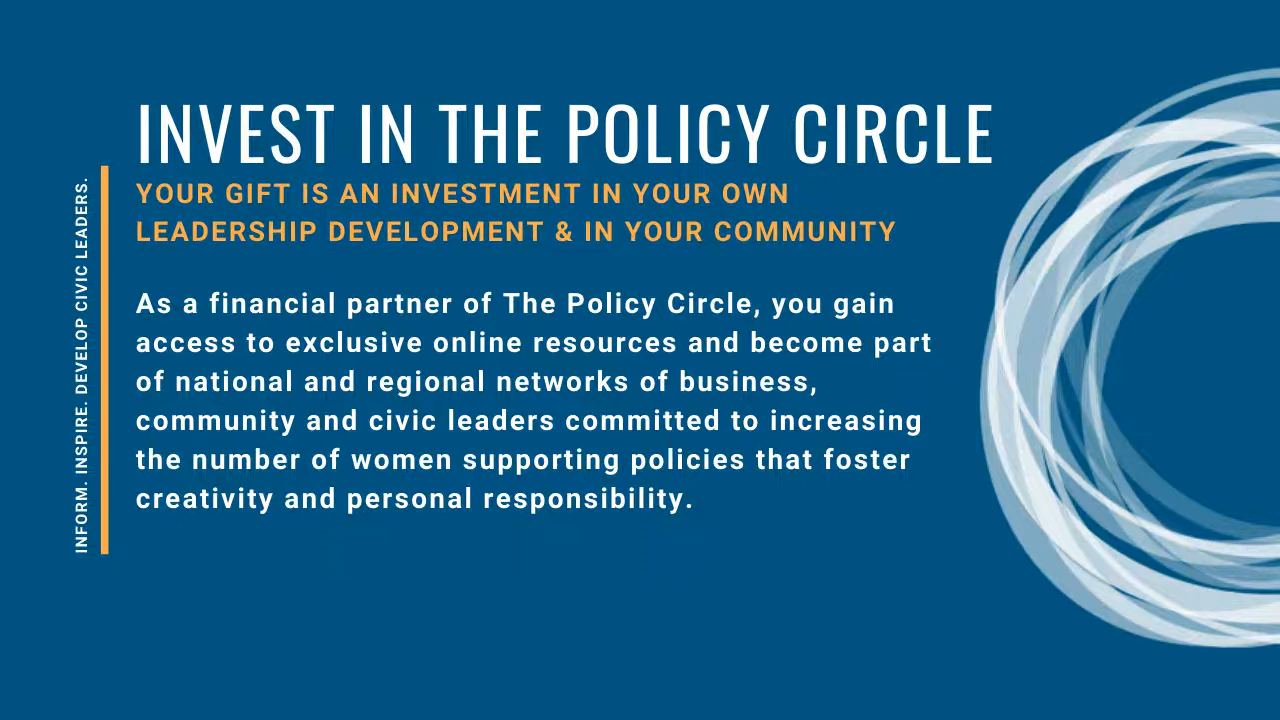 INVEST IN THE POLICY CIRCLE
YOUR GIFT IS AN INVESTMENT IN YOUR OWN
LEADERSHIP DEVELOPMENT & IN YOUR COMMUNITY
As a financial partner of The Policy Circle, you gain
access to exclusive online resources and become part
of national and regional networks of business,
community and civic leaders committed to increasing
the number of women supporting policies that foster
creativity and personal responsibility.
INFORM. INSPIRE. DEVELOP CIVIC LEADERS.